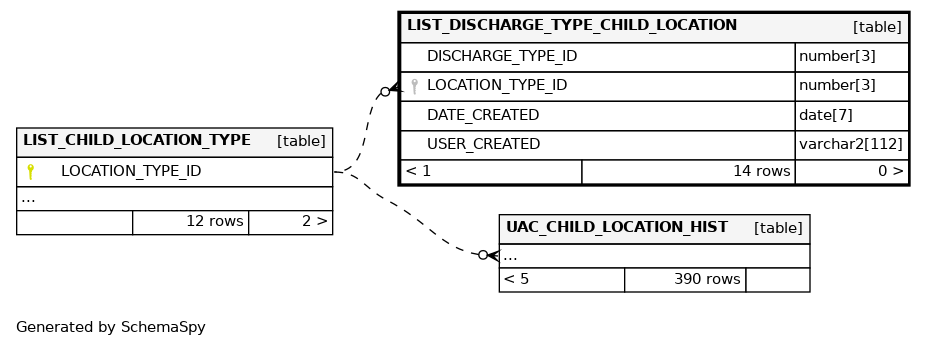 LIST_DISCHARGE_TYPE_CHILD_LOCATION [table]
DISCHARGE_TYPE_ID number[3]
LOCATION_TYPE_ID number[3]
DATE_CREATED date[7]
USER_CREATED varchar2[112]
< 1 14 rows 0 >
LIST_CHILD_LOCATION_TYPE [table]
LOCATION_TYPE_ID
...
12 rows 2 >
UAC_CHILD_LOCATION_HIST [table]
...
< 5 390 rows
Generated by SchemaSpy